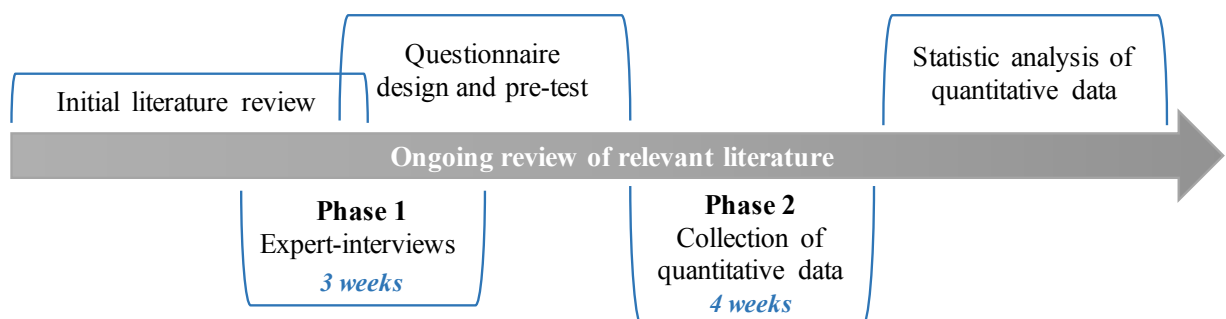 Questionnaire
design and pre-test
Statistic analysis of
quantitative data
Initial literature review
Ongoing review of relevant literature
Phase 1
Expert-interviews
3 weeks
Phase 2
Collection of
quantitative data
4 weeks